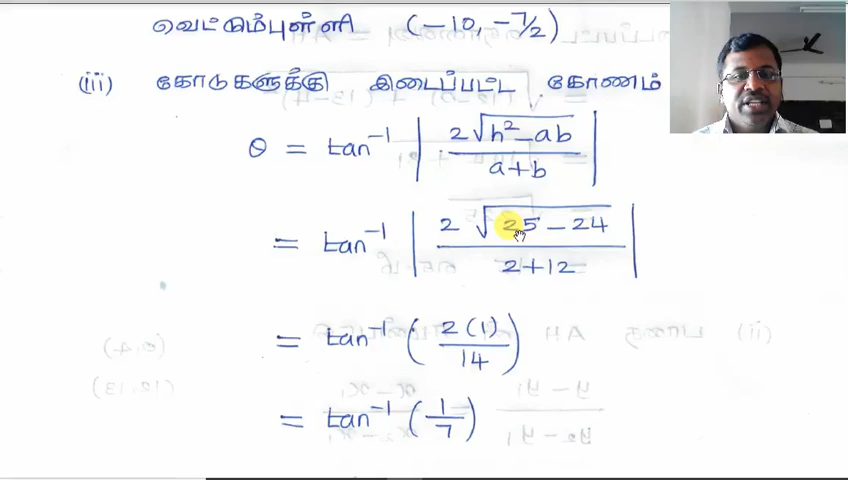 வெட்டும்புள்ளி (−10, −7/2)
(iii) கோடுகளுக்கு இடைப்பட்ட கோணம்
θ = tan⁻¹ | 2√(h² − ab) / a+b |
= tan⁻¹ | 2 √(25 − 24) / 2+12 |
= tan⁻¹ ( 2(1) / 14 )
= tan⁻¹ ( 1/7 )